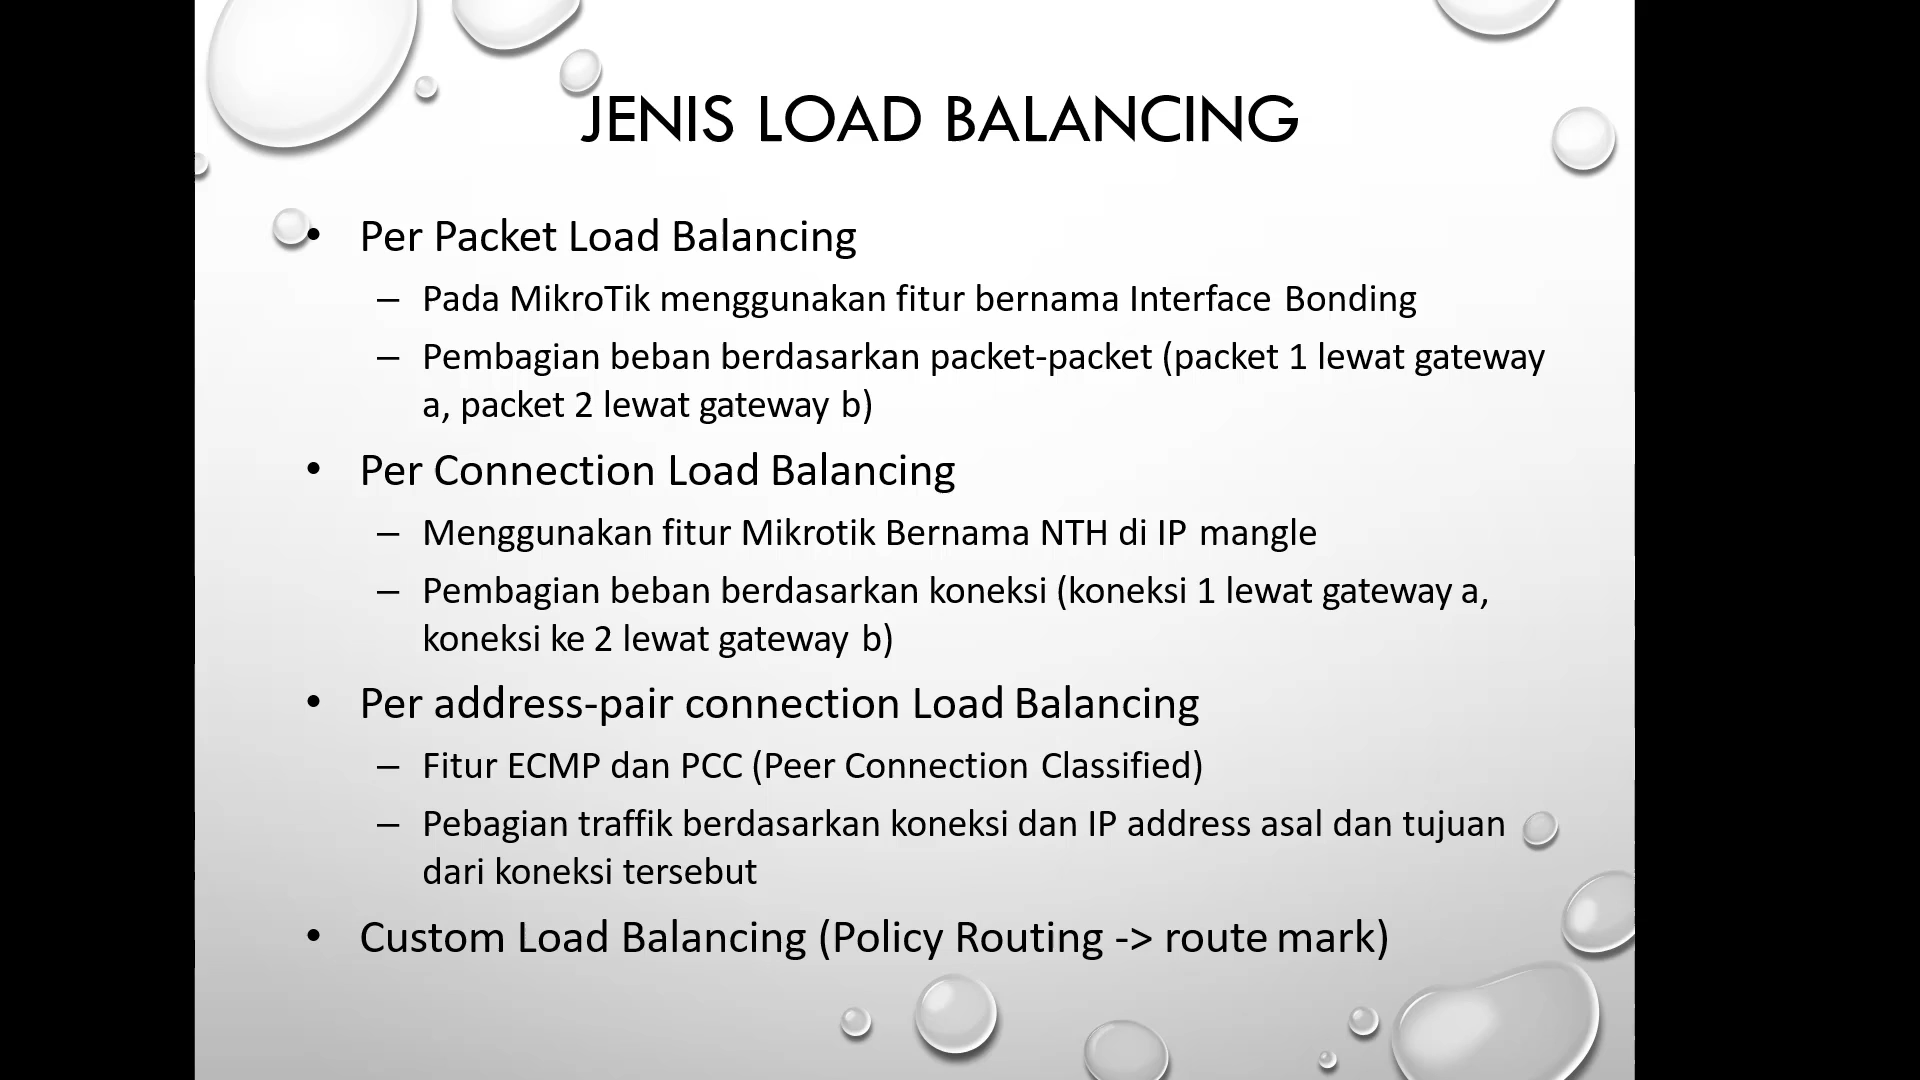 JENIS LOAD BALANCING
• Per Packet Load Balancing
– Pada MikroTik menggunakan fitur bernama Interface Bonding
– Pembagian beban berdasarkan packet-packet (packet 1 lewat gateway
a, packet 2 lewat gateway b)
• Per Connection Load Balancing
– Menggunakan fitur Mikrotik Bernama NTH di IP mangle
– Pembagian beban berdasarkan koneksi (koneksi 1 lewat gateway a,
koneksi ke 2 lewat gateway b)
• Per address-pair connection Load Balancing
– Fitur ECMP dan PCC (Peer Connection Classified)
– Pebagian traffik berdasarkan koneksi dan IP address asal dan tujuan
dari koneksi tersebut
• Custom Load Balancing (Policy Routing -> route mark)